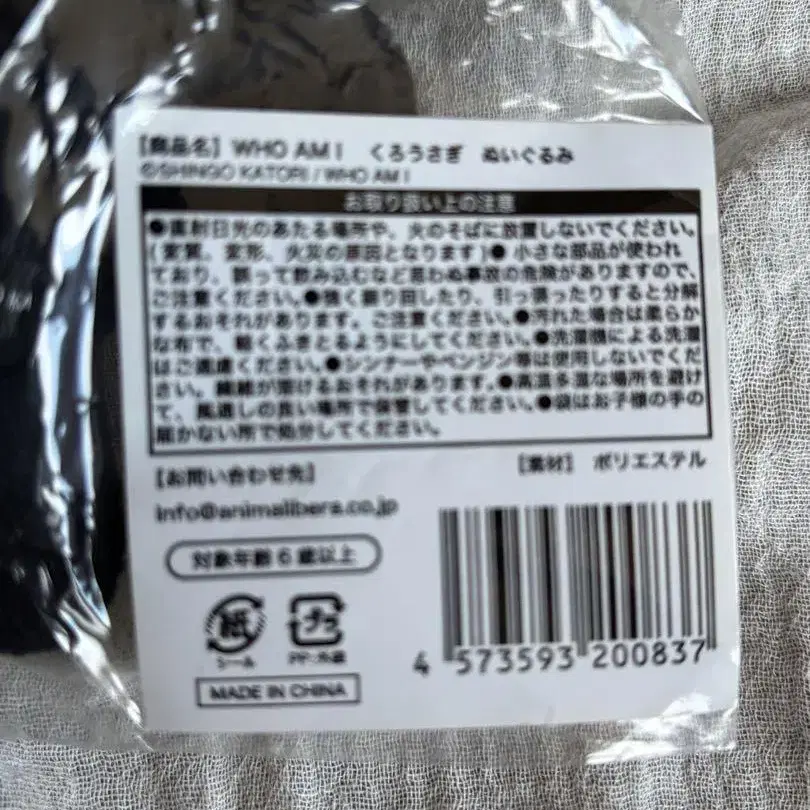 【商品名】 WHO AM I くろうさぎ ぬいぐるみ
©SHINGO KATORI / WHO AM I
お取り扱い上の注意
●直射日光のあたる場所や、火のそばに放置しないでください。
(変質、変形、火災の原因となります)●小さな部品が使われ
ており、誤って飲み込むなど思わぬ事故の危険がありますので、
ご注意ください。●強く振り回したり、引っ張ったりすると分解
するおそれがあります。ご注意ください。●汚れた場合は柔らか
な布で、軽くふきとるようにしてください。●洗濯機による洗濯
はご遠慮ください。●シンナーやベンジン等は使用しないでくだ
さい。繊維が溶けるおそれがあります。●高温多湿な場所を避け
て、風通しの良い場所で保管してください。●袋はお子様の手の
届かない所で処分してください。
【お問い合わせ先】
【素材】 ポリエステル
info@animalibera.co.jp
対象年齢6歳以上
紙
プラ
シール
PP・外袋
MADE IN CHINA
4 573593 200837